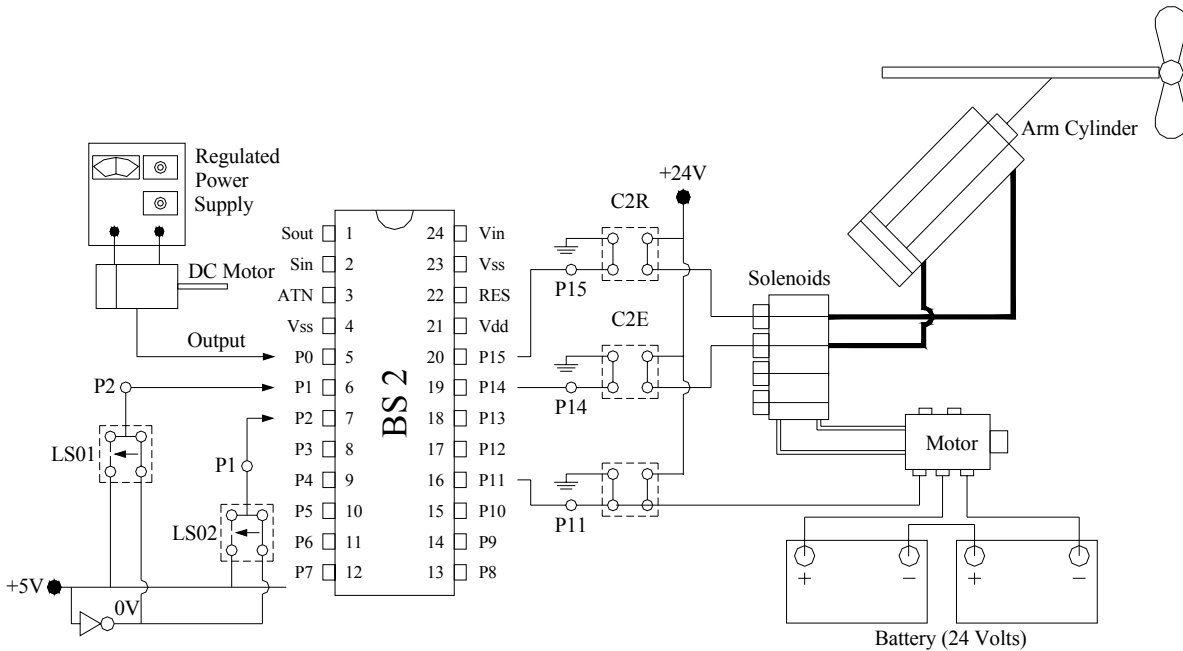 Regulated
Power
Supply
DC Motor
Output
P2
LS01
P1
LS02
+5V
0V
Sout 1 24 Vin
Sin 2 23 Vss
ATN 3 22 RES
Vss 4 21 Vdd
P0 5 20 P15
P1 6 19 P14
P2 7 18 P13
P3 8 17 P12
P4 9 16 P11
P5 10 15 P10
P6 11 14 P9
P7 12 13 P8
BS 2
+24V
C2R
P15
C2E
P14
P11
Solenoids
Arm Cylinder
Motor
+ − + −
Battery (24 Volts)